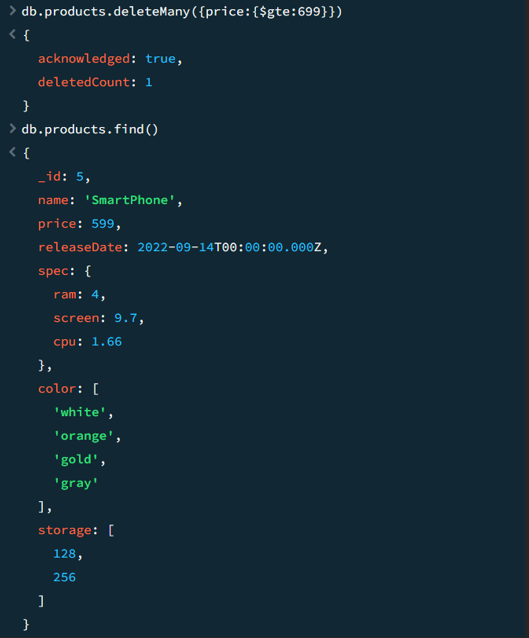 > db.products.deleteMany({price:{$gte:699}})
< {
acknowledged: true,
deletedCount: 1
}
> db.products.find()
< {
_id: 5,
name: 'SmartPhone',
price: 599,
releaseDate: 2022-09-14T00:00:00.000Z,
spec: {
ram: 4,
screen: 9.7,
cpu: 1.66
},
color: [
'white',
'orange',
'gold',
'gray'
],
storage: [
128,
256
]
}